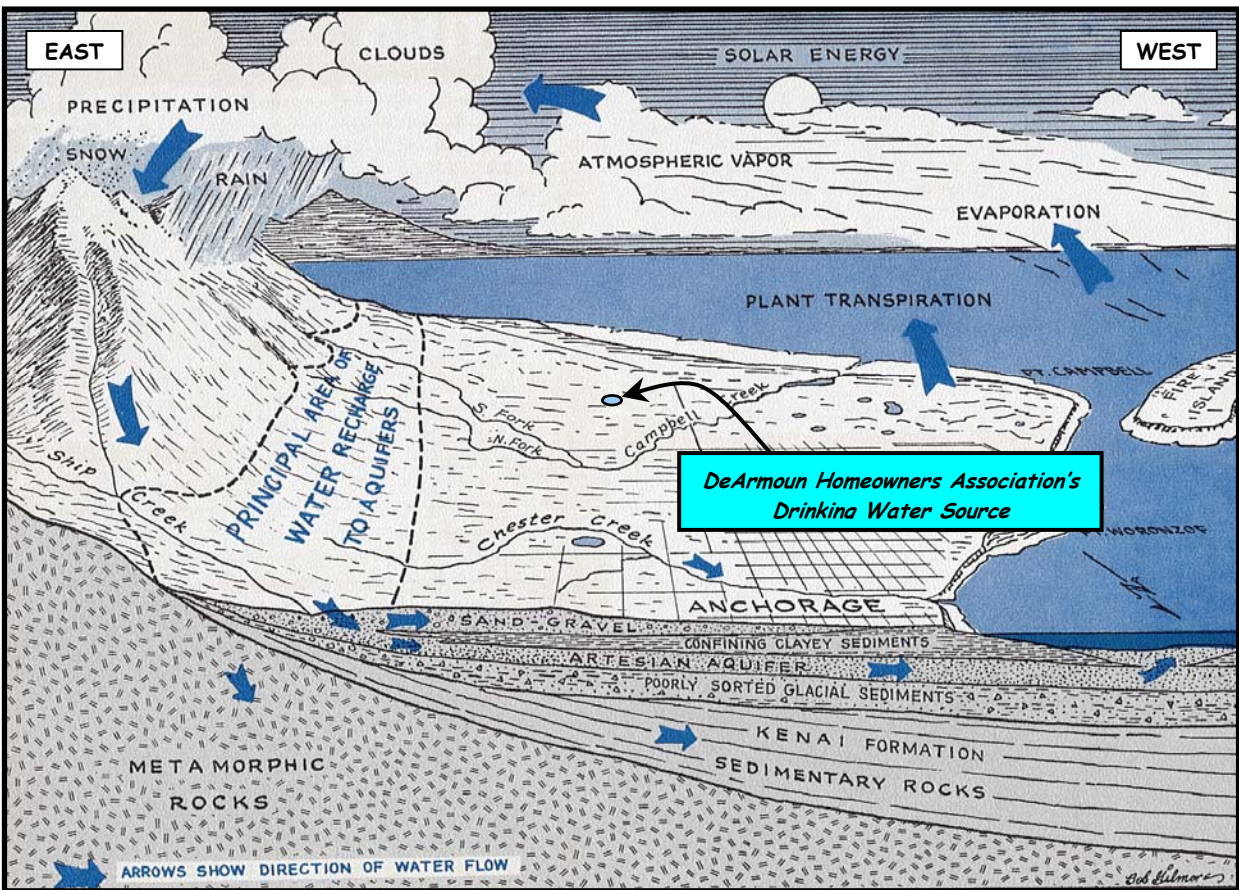 EAST
CLOUDS
SOLAR ENERGY
WEST
PRECIPITATION
SNOW
RAIN
ATMOSPHERIC VAPOR
EVAPORATION
PLANT TRANSPIRATION
PT. CAMPBELL
FIRE
ISLAND
PRINCIPAL AREA OF
WATER RECHARGE
TO AQUIFERS
S. FORK
N. FORK
Campbell Creek
DeArmoun Homeowners Association's
Drinking Water Source
WORONZOF
Ship
Creek
Chester Creek
ANCHORAGE
SAND-GRAVEL
CONFINING CLAYEY SEDIMENTS
ARTESIAN AQUIFER
POORLY SORTED GLACIAL SEDIMENTS
KENAI FORMATION
SEDIMENTARY ROCKS
METAMORPHIC
ROCKS
ARROWS SHOW DIRECTION OF WATER FLOW
Bob Gilmore